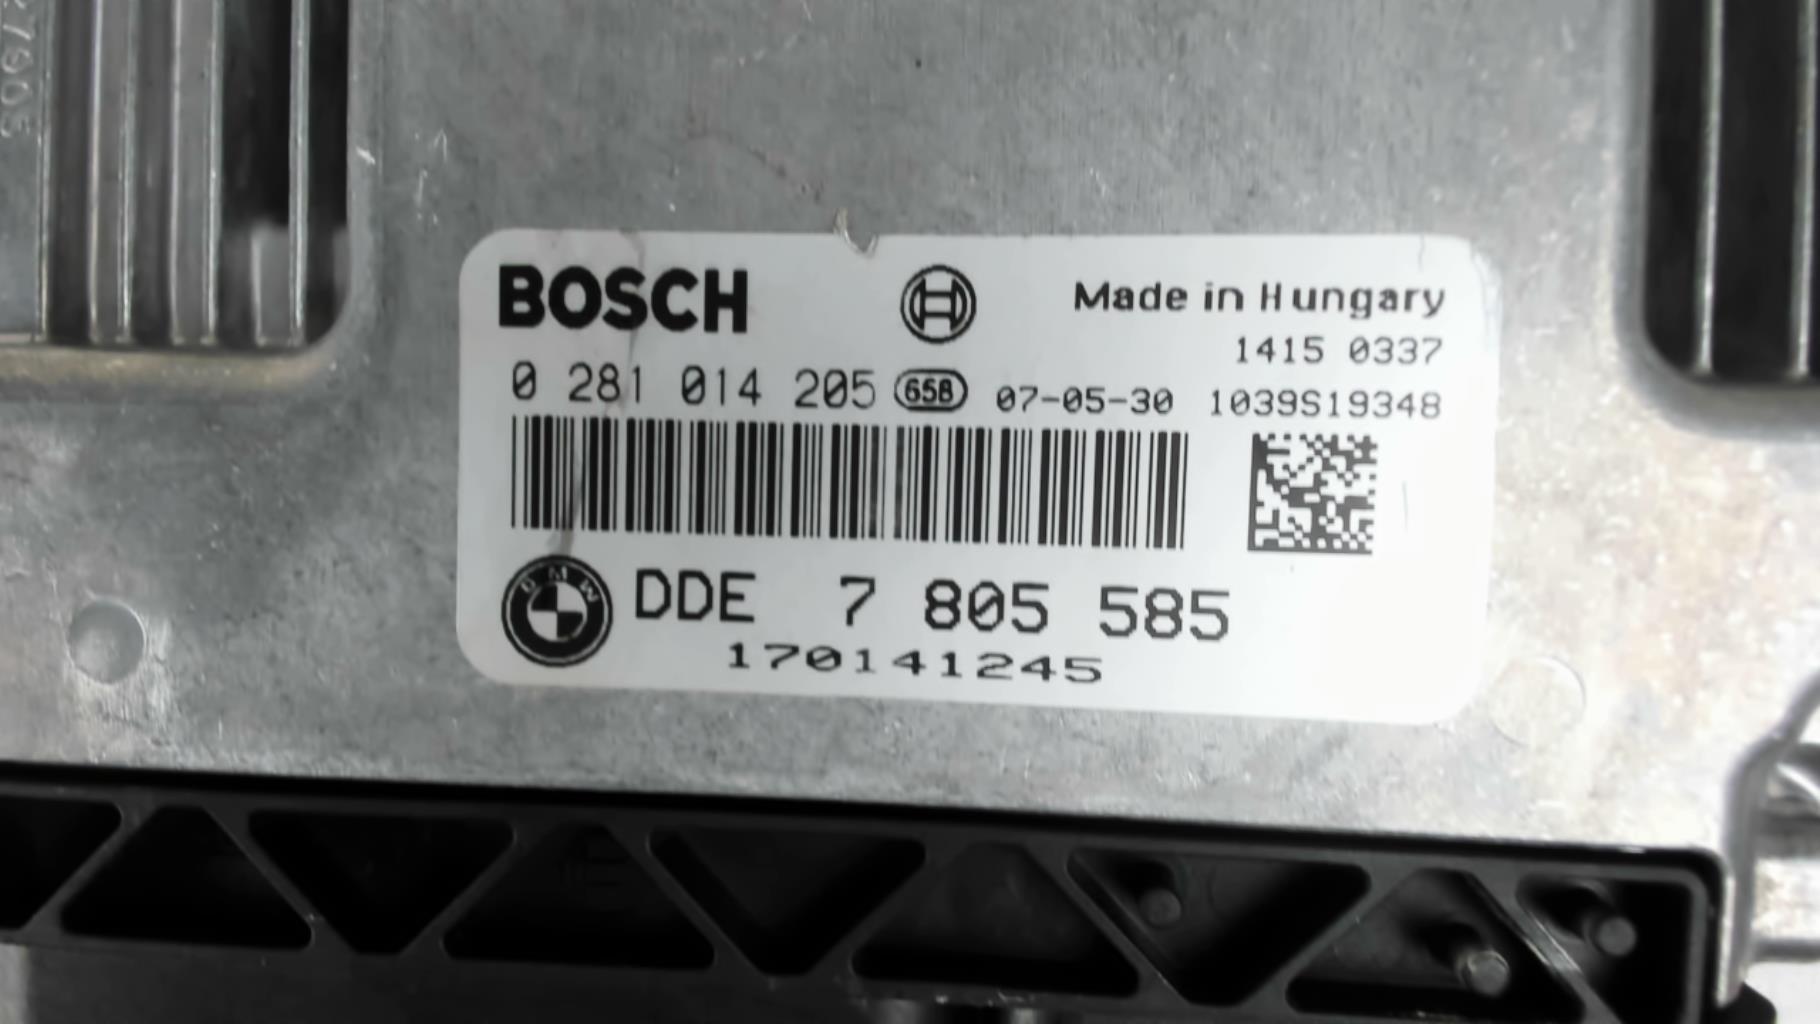 BOSCH
Made in Hungary
1415 0337
0 281 014 205 658 07-05-30 1039S19348
BMW DDE 7 805 585
170141245